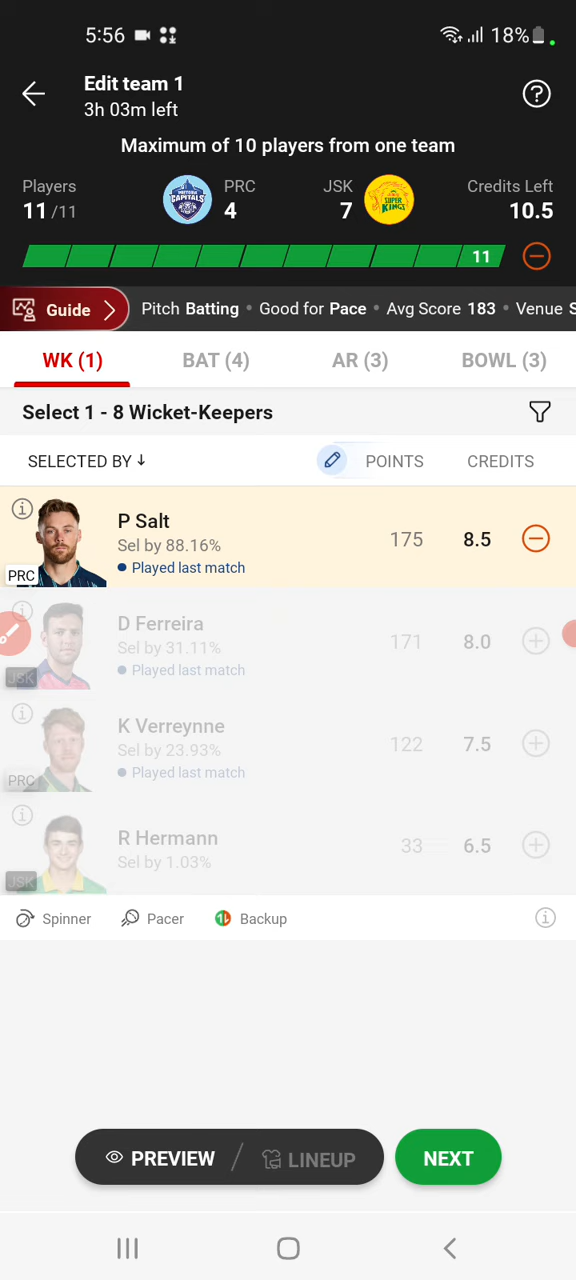 5:56 18%
Edit team 1
3h 03m left
Maximum of 10 players from one team
Players PRC JSK Credits Left
11/11 4 7 10.5
CAPITALS
SUPER
KINGS
11
Guide Pitch Batting • Good for Pace • Avg Score 183 • Venue S
WK (1) BAT (4) AR (3) BOWL (3)
Select 1 - 8 Wicket-Keepers
SELECTED BY ↓ POINTS CREDITS
P Salt
Sel by 88.16% 175 8.5
• Played last match
PRC
D Ferreira
Sel by 31.11% 171 8.0
• Played last match
JSK
K Verreynne
Sel by 23.93% 122 7.5
• Played last match
PRC
R Hermann
Sel by 1.03% 33 6.5
JSK
Spinner Pacer Backup
PREVIEW / LINEUP NEXT